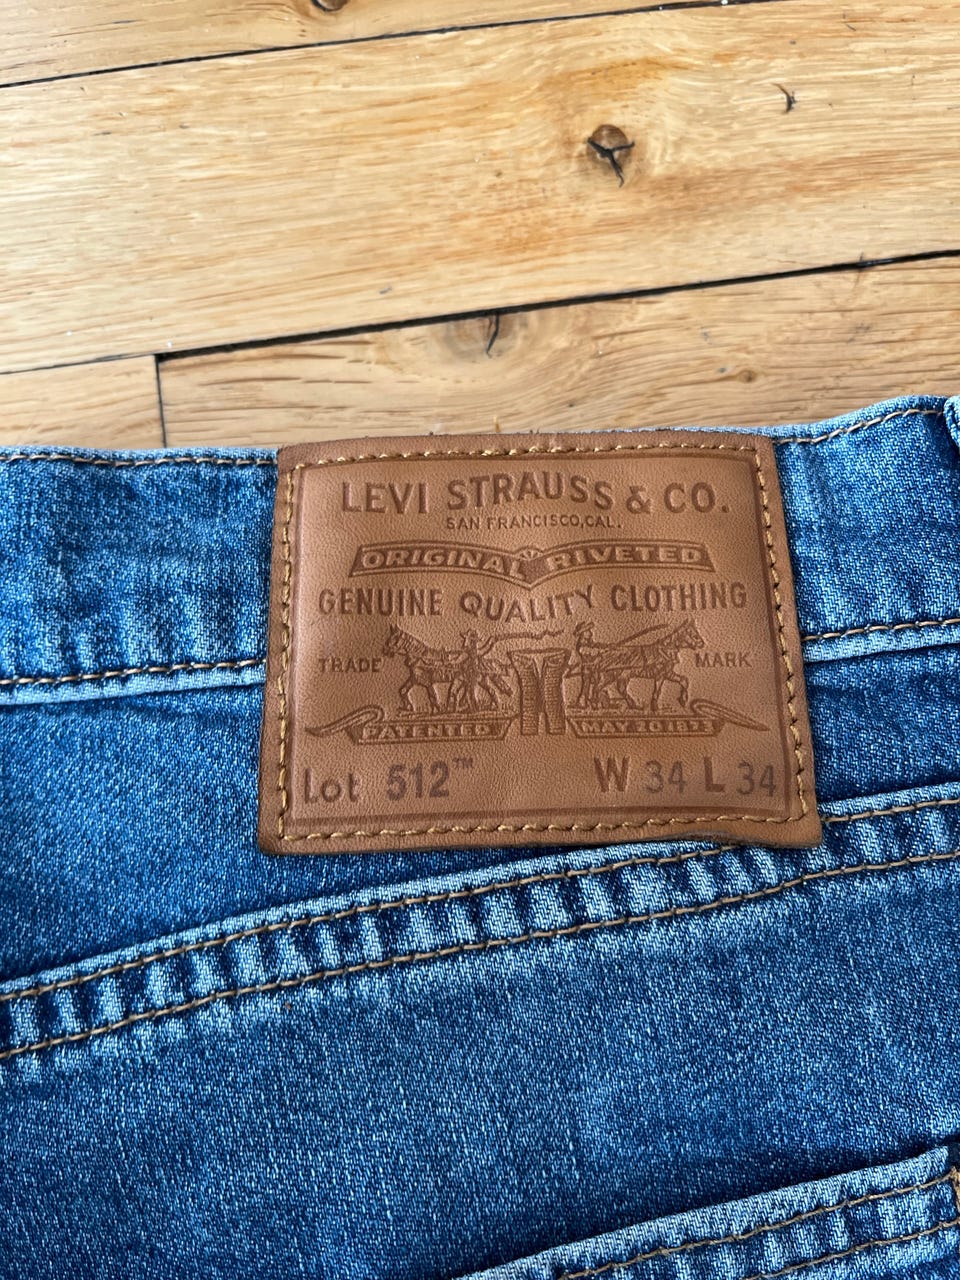 LEVI STRAUSS & CO.
SAN FRANCISCO, CAL.
ORIGINAL RIVETED
GENUINE QUALITY CLOTHING
TRADE MARK
PATENTED MAY 20 1873
Lot 512™ W 34 L 34